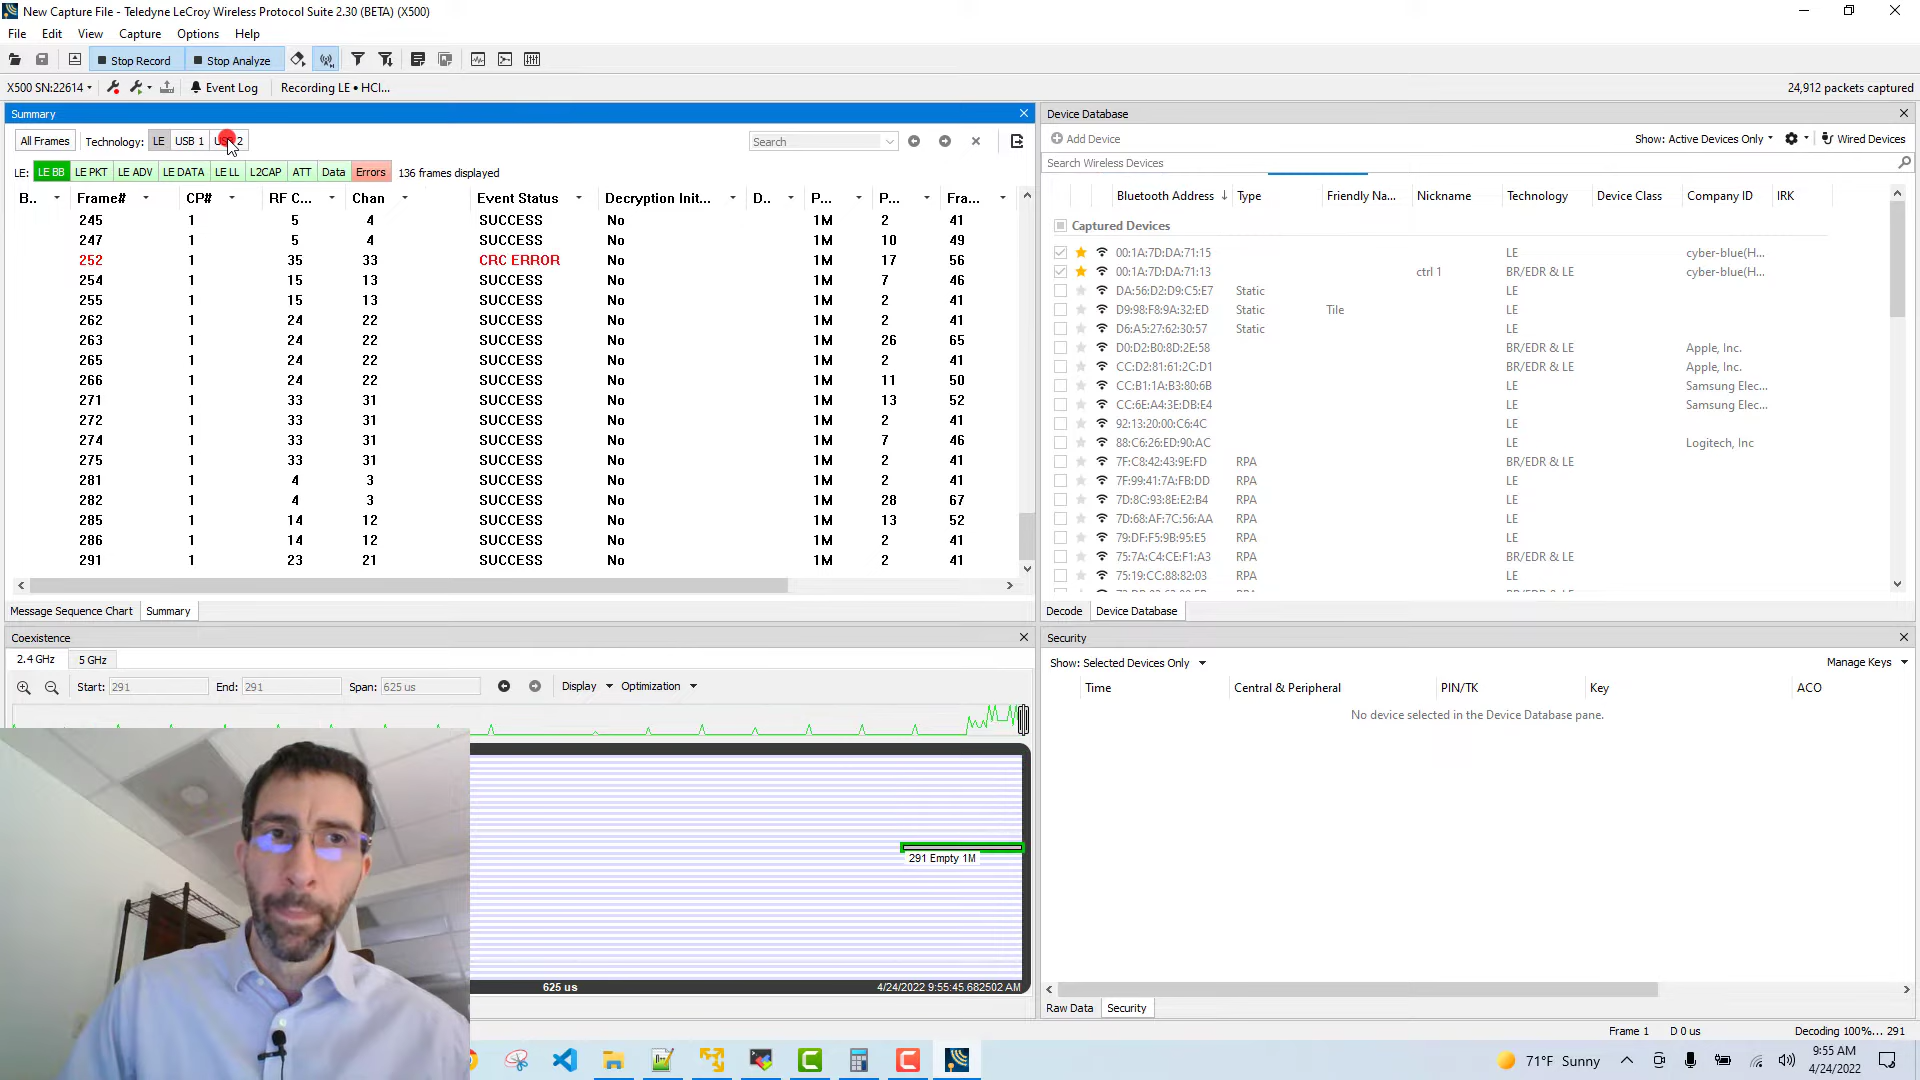 New Capture File - Teledyne LeCroy Wireless Protocol Suite 2.30 (BETA) (X500)
File Edit View Capture Options Help
Stop Record Stop Analyze
X500 SN:22614 Event Log Recording LE • HCI... 24,912 packets captured
Summary
All Frames Technology: LE USB 1 2 Search
LE: LE BB LE PKT LE ADV LE DATA LE LL L2CAP ATT Data Errors 136 frames displayed
B.. Frame# CP# RF C... Chan Event Status Decryption Init... D.. P... P... Fra...
245 1 5 4 SUCCESS No 1M 2 41
247 1 5 4 SUCCESS No 1M 10 49
252 1 35 33 CRC ERROR No 1M 17 56
254 1 15 13 SUCCESS No 1M 7 46
255 1 15 13 SUCCESS No 1M 2 41
262 1 24 22 SUCCESS No 1M 2 41
263 1 24 22 SUCCESS No 1M 26 65
265 1 24 22 SUCCESS No 1M 2 41
266 1 24 22 SUCCESS No 1M 11 50
271 1 33 31 SUCCESS No 1M 13 52
272 1 33 31 SUCCESS No 1M 2 41
274 1 33 31 SUCCESS No 1M 7 46
275 1 33 31 SUCCESS No 1M 2 41
281 1 4 3 SUCCESS No 1M 2 41
282 1 4 3 SUCCESS No 1M 28 67
285 1 14 12 SUCCESS No 1M 13 52
286 1 14 12 SUCCESS No 1M 2 41
291 1 23 21 SUCCESS No 1M 2 41
Message Sequence Chart Summary
Device Database
Add Device Show: Active Devices Only Wired Devices
Search Wireless Devices
Bluetooth Address Type Friendly Na... Nickname Technology Device Class Company ID IRK
Captured Devices
00:1A:7D:DA:71:15 LE cyber-blue(H...
00:1A:7D:DA:71:13 ctrl 1 BR/EDR & LE cyber-blue(H...
DA:56:D2:D9:C5:E7 Static LE
D9:98:F8:9A:32:ED Static Tile LE
D6:A5:27:62:30:57 Static LE
D0:D2:B0:8D:2E:58 BR/EDR & LE Apple, Inc.
CC:D2:81:61:2C:D1 BR/EDR & LE Apple, Inc.
CC:B1:1A:B3:80:6B LE Samsung Elec...
CC:6E:A4:3E:DB:E4 LE Samsung Elec...
92:13:20:00:C6:4C LE
88:C6:26:ED:90:AC LE Logitech, Inc
7F:C8:42:43:9E:FD RPA BR/EDR & LE
7F:99:41:7A:FB:DD RPA LE
7D:8C:93:8E:E2:B4 RPA LE
7D:68:AF:7C:56:AA RPA LE
79:DF:F5:9B:95:E5 RPA LE
75:7A:C4:CE:F1:A3 RPA BR/EDR & LE
75:19:CC:88:82:03 RPA LE
Decode Device Database
Coexistence
2.4 GHz 5 GHz
Start: 291 End: 291 Span: 625 us Display Optimization
291 Empty 1M
625 us 4/24/2022 9:55:45.682502 AM
Security
Show: Selected Devices Only Manage Keys
Time Central & Peripheral PIN/TK Key ACO
No device selected in the Device Database pane.
Raw Data Security
Frame 1 D 0 us Decoding 100%... 291
71°F Sunny 9:55 AM
4/24/2022